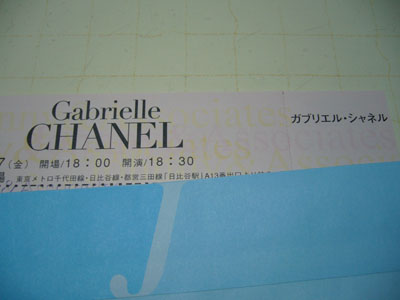 Gabrielle
CHANEL
ガブリエル・シャネル
7(金) 開場/18:00 開演/18:30
東京メトロ千代田線・日比谷線・都営三田線「日比谷駅」A13番出口